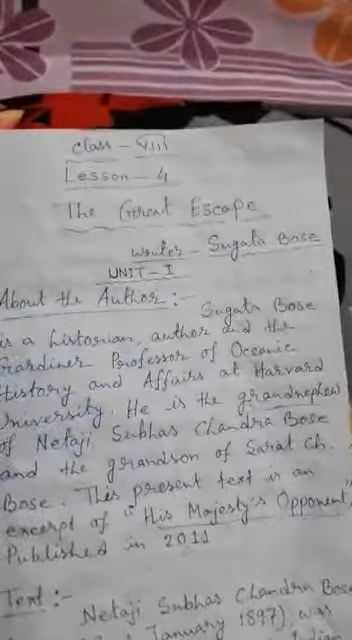 class - VIII
Lesson - 4
The Great Escape
writer - Sugata Bose
UNIT - I
About the Author :-
Sugata Bose
is a historian, author and the
Gardiner Professor of Oceanic
History and Affairs at Harvard
University. He is the grandnephew
of Netaji Subhas Chandra Bose
and the grandson of Sarat Ch.
Bose. This present text is an
excerpt of "His Majesty's Opponent",
Published in 2011
Text :-
Netaji Subhas Chandra Bose
January 1897), was